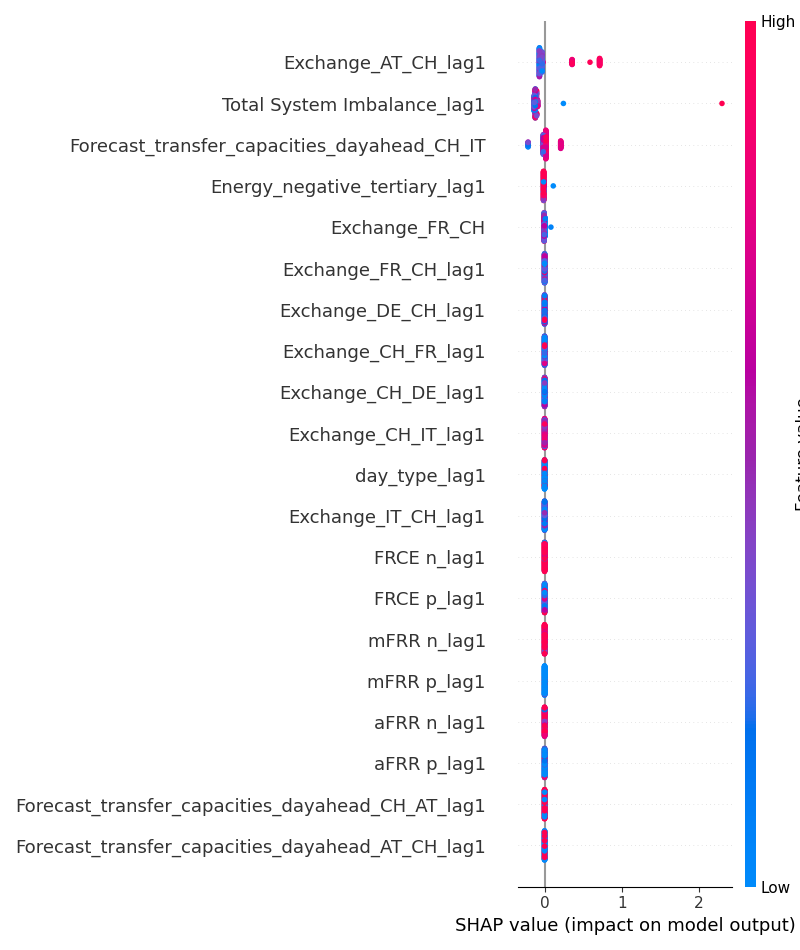 High
Exchange_AT_CH_lag1
Total System Imbalance_lag1
Forecast_transfer_capacities_dayahead_CH_IT
Energy_negative_tertiary_lag1
Exchange_FR_CH
Exchange_FR_CH_lag1
Exchange_DE_CH_lag1
Exchange_CH_FR_lag1
Exchange_CH_DE_lag1
Exchange_CH_IT_lag1
day_type_lag1
Exchange_IT_CH_lag1
FRCE n_lag1
FRCE p_lag1
mFRR n_lag1
mFRR p_lag1
aFRR n_lag1
aFRR p_lag1
Forecast_transfer_capacities_dayahead_CH_AT_lag1
Forecast_transfer_capacities_dayahead_AT_CH_lag1
Low
0 1 2
SHAP value (impact on model output)